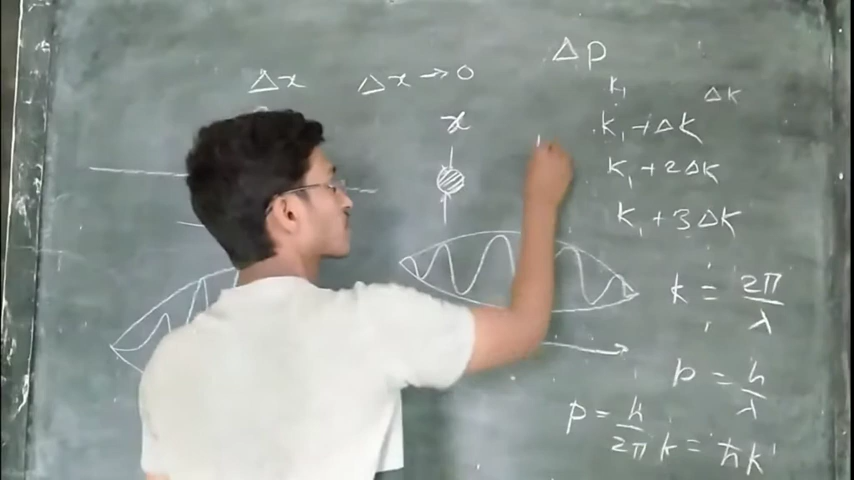 Δx Δx → 0 Δp
k₁ Δk
x
k₁ + Δk
k₁ + 2Δk
k₁ + 3Δk
k = 2π/λ
p = h/λ
p = h/2π k = ħk